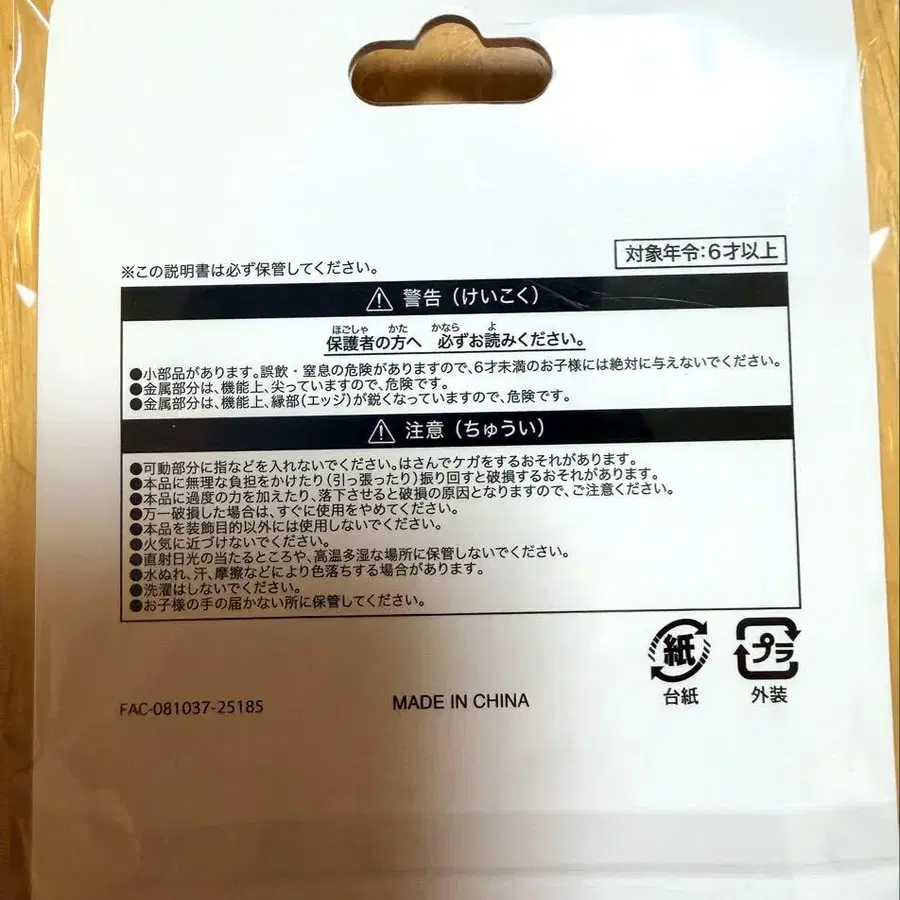 対象年令:6才以上
※この説明書は必ず保管してください。
警告(けいこく)
ほごしゃ かた かなら よ
保護者の方へ 必ずお読みください。
●小部品があります。誤飲・窒息の危険がありますので、6才未満のお子様には絶対に与えないでください。
●金属部分は、機能上、尖っていますので、危険です。
●金属部分は、機能上、縁部(エッジ)が鋭くなっていますので、危険です。
注意(ちゅうい)
●可動部分に指などを入れないでください。はさんでケガをするおそれがあります。
●本品に無理な負担をかけたり(引っ張ったり)振り回すと破損するおそれがあります。
●本品に過度の力を加えたり、落下させると破損の原因となりますので、ご注意ください。
●万一破損した場合は、すぐに使用をやめてください。
●本品を装飾目的以外には使用しないでください。
●火気に近づけないでください。
●直射日光の当たるところや、高温多湿な場所に保管しないでください。
●水ぬれ、汗、摩擦などにより色落ちする場合があります。
●洗濯はしないでください。
●お子様の手の届かない所に保管してください。
紙 プラ
台紙 外装
FAC-081037-25185 MADE IN CHINA